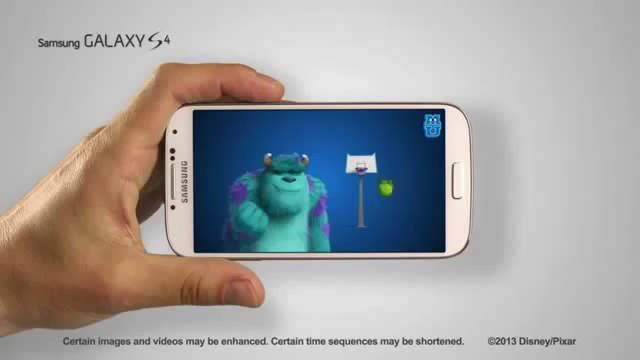 Samsung GALAXY S4
SAMSUNG
Certain images and videos may be enhanced. Certain time sequences may be shortened. ©2013 Disney/Pixar